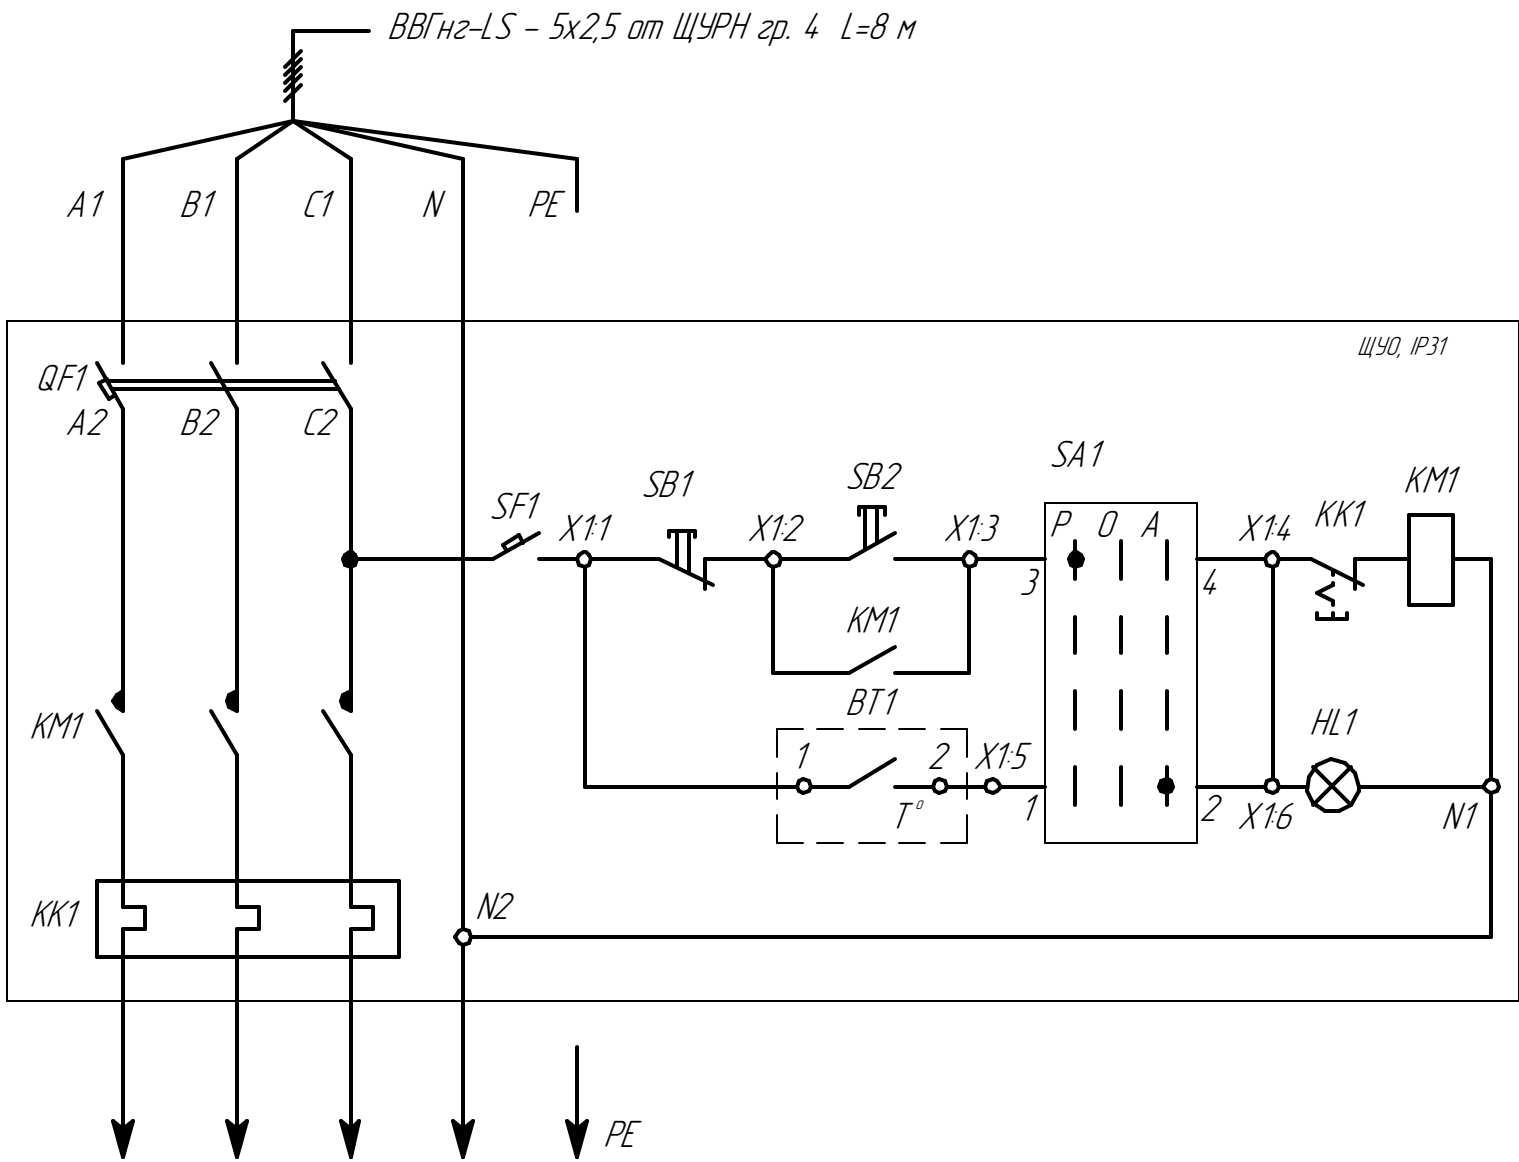 ВВГнг-LS - 5х2,5 от ЩУРН гр. 4 L=8 м
A1 B1 C1 N PE
ЩУО, IP31
QF1
A2 B2 C2
SF1 SB1 SB2 SA1 KM1
X1:1 X1:2 X1:3 Р О А X1:4 KK1
3 4
KM1
BT1
KM1 1 2 X1:5 HL1
T° 1 2 X1:6 N1
KK1 N2
PE